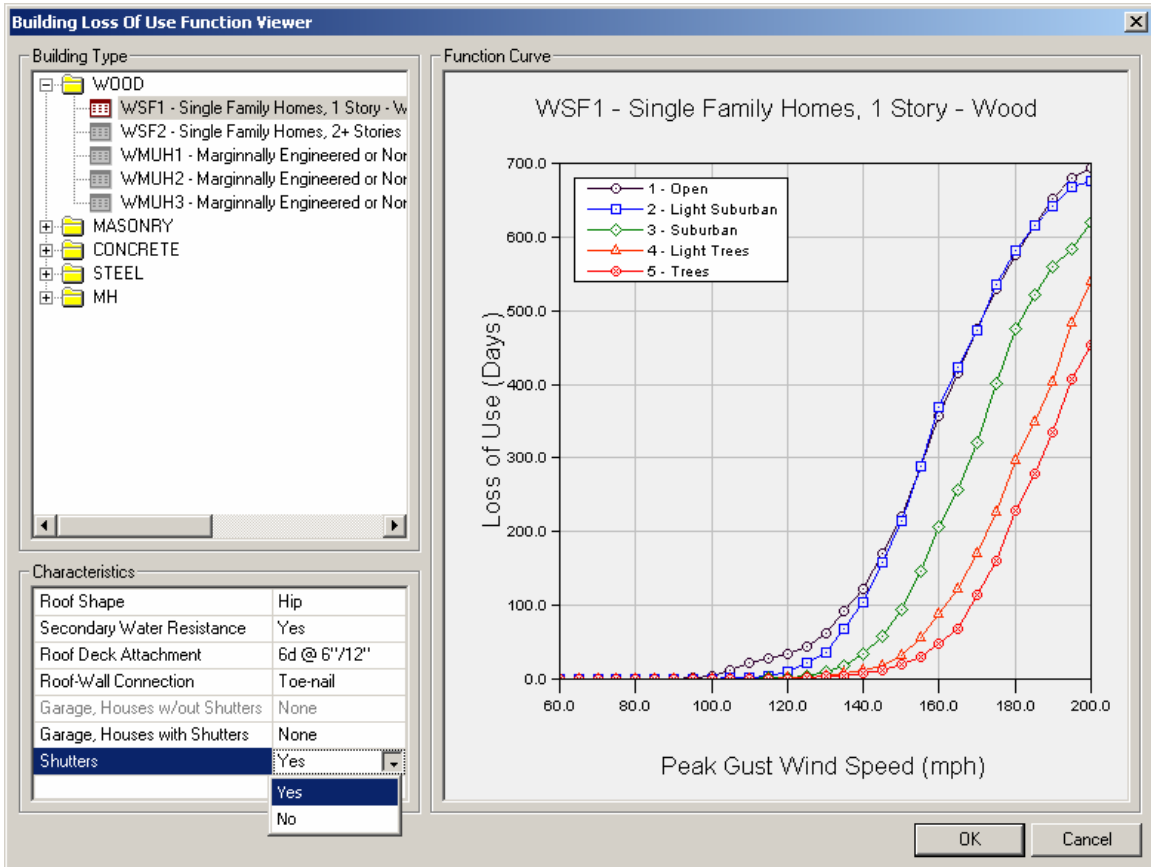 Building Loss Of Use Function Viewer
Building Type
WOOD
WSF1 - Single Family Homes, 1 Story - W
WSF2 - Single Family Homes, 2+ Stories
WMUH1 - Marginnally Engineered or Nor
WMUH2 - Marginnally Engineered or Nor
WMUH3 - Marginnally Engineered or Nor
MASONRY
CONCRETE
STEEL
MH
Characteristics
Roof Shape Hip
Secondary Water Resistance Yes
Roof Deck Attachment 6d @ 6"/12"
Roof-Wall Connection Toe-nail
Garage, Houses w/out Shutters None
Garage, Houses with Shutters None
Shutters Yes
Yes
No
Function Curve
WSF1 - Single Family Homes, 1 Story - Wood
700.0
600.0
500.0
400.0
300.0
200.0
100.0
0.0
Loss of Use (Days)
1 - Open
2 - Light Suburban
3 - Suburban
4 - Light Trees
5 - Trees
60.0 80.0 100.0 120.0 140.0 160.0 180.0 200.0
Peak Gust Wind Speed (mph)
OK Cancel